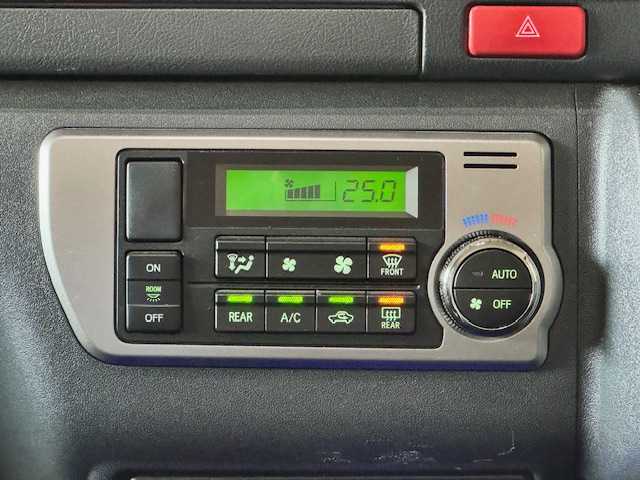 25.0
ON
ROOM
OFF
FRONT
REAR
A/C
REAR
AUTO
OFF